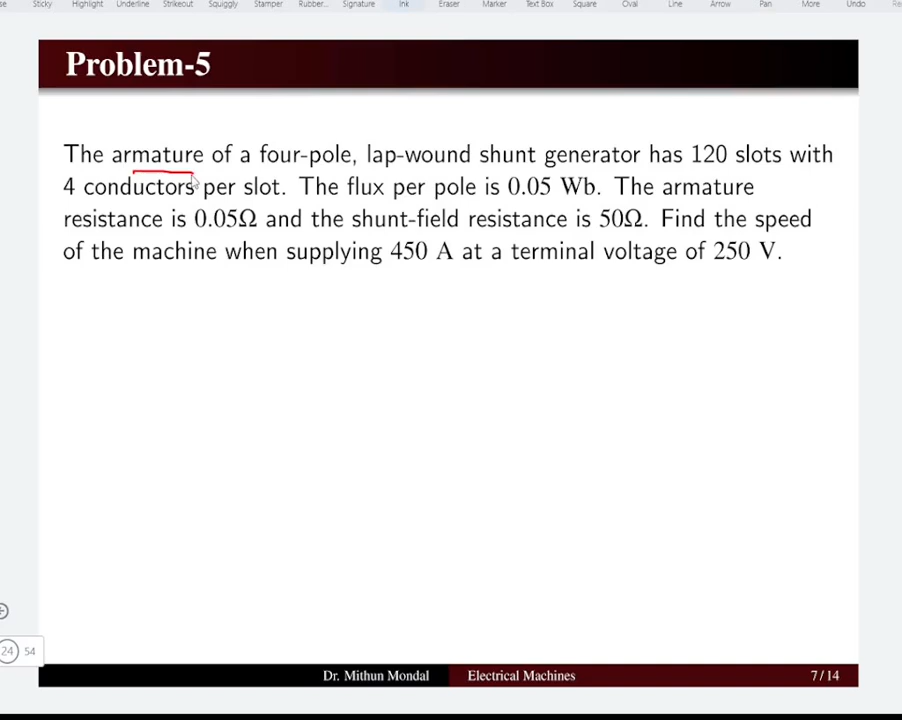 se Sticky Highlight Underline Strikeout Squiggly Stamper Rubber... Signature Ink Eraser Marker Text Box Square Oval Line Arrow Pan More Undo
Problem-5
The armature of a four-pole, lap-wound shunt generator has 120 slots with
4 conductors per slot. The flux per pole is 0.05 Wb. The armature
resistance is 0.05Ω and the shunt-field resistance is 50Ω. Find the speed
of the machine when supplying 450 A at a terminal voltage of 250 V.
24 54
Dr. Mithun Mondal Electrical Machines 7/14